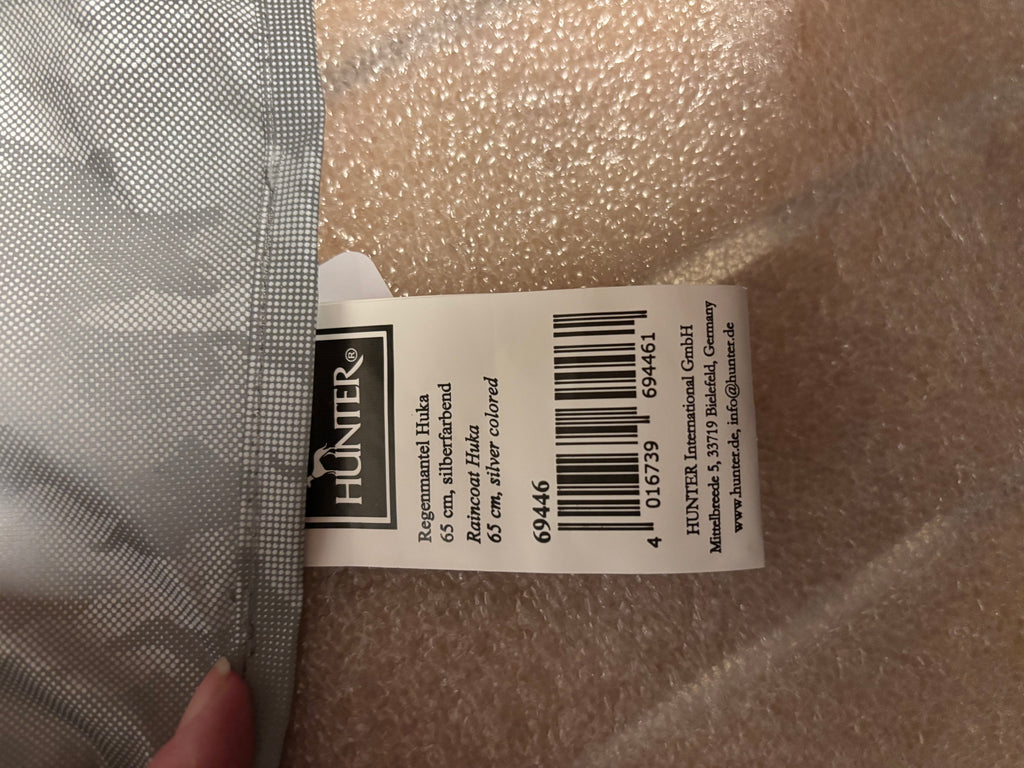 HUNTER®
Regenmantel Huka
65 cm, silberfarbend
Raincoat Huka
65 cm, silver colored
69446
4 016739 694461
HUNTER International GmbH
Mittelbreede 5, 33719 Bielefeld, Germany
www.hunter.de, info@hunter.de